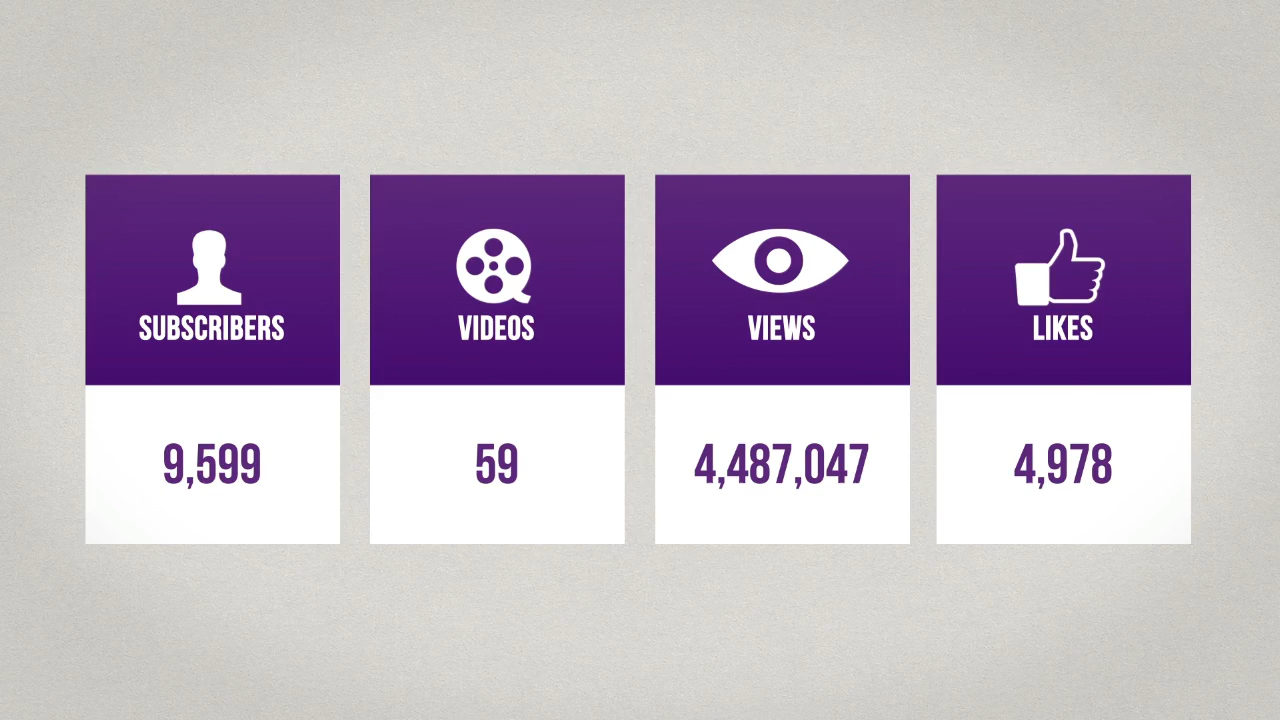 SUBSCRIBERS
9,599
VIDEOS
59
VIEWS
4,487,047
LIKES
4,978